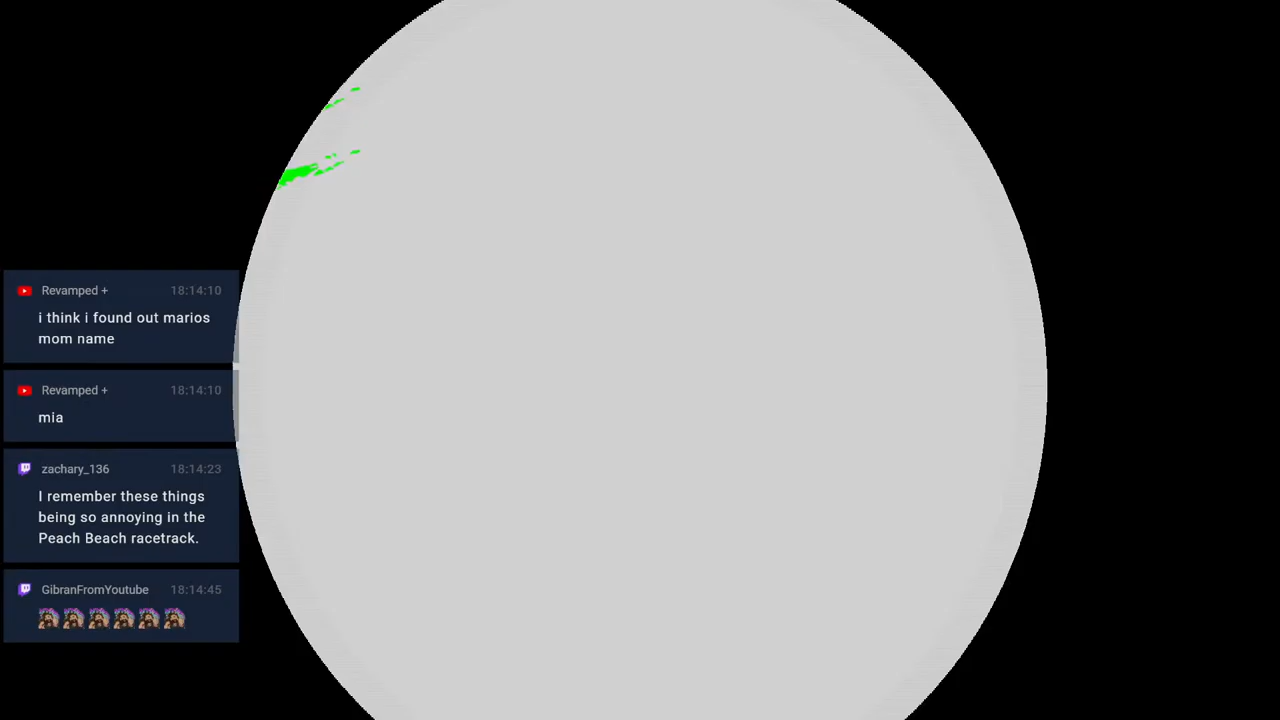 Revamped + 18:14:10
i think i found out marios
mom name
Revamped + 18:14:10
mia
zachary_136 18:14:23
I remember these things
being so annoying in the
Peach Beach racetrack.
GibranFromYoutube 18:14:45